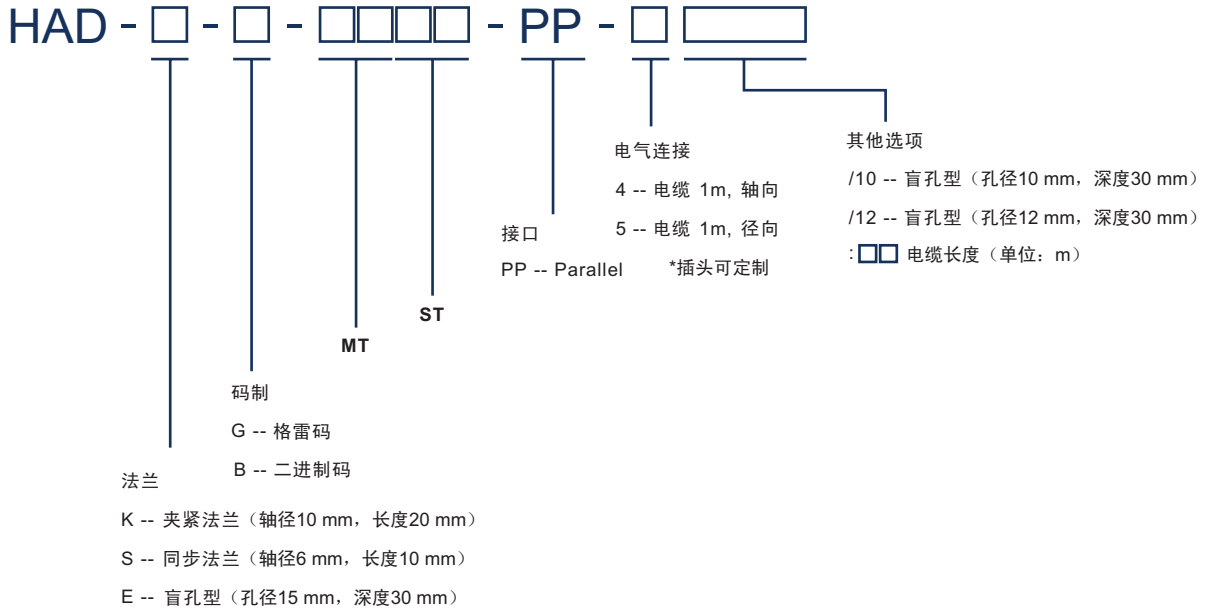 HAD - □ - □ - □□□□ - PP - □ □
电气连接
4 -- 电缆 1m, 轴向
5 -- 电缆 1m, 径向
*插头可定制
其他选项
/10 -- 盲孔型（孔径10 mm，深度30 mm）
/12 -- 盲孔型（孔径12 mm，深度30 mm）
:□□ 电缆长度（单位：m）
接口
PP -- Parallel
ST
MT
码制
G -- 格雷码
B -- 二进制码
法兰
K -- 夹紧法兰（轴径10 mm，长度20 mm）
S -- 同步法兰（轴径6 mm，长度10 mm）
E -- 盲孔型（孔径15 mm，深度30 mm）